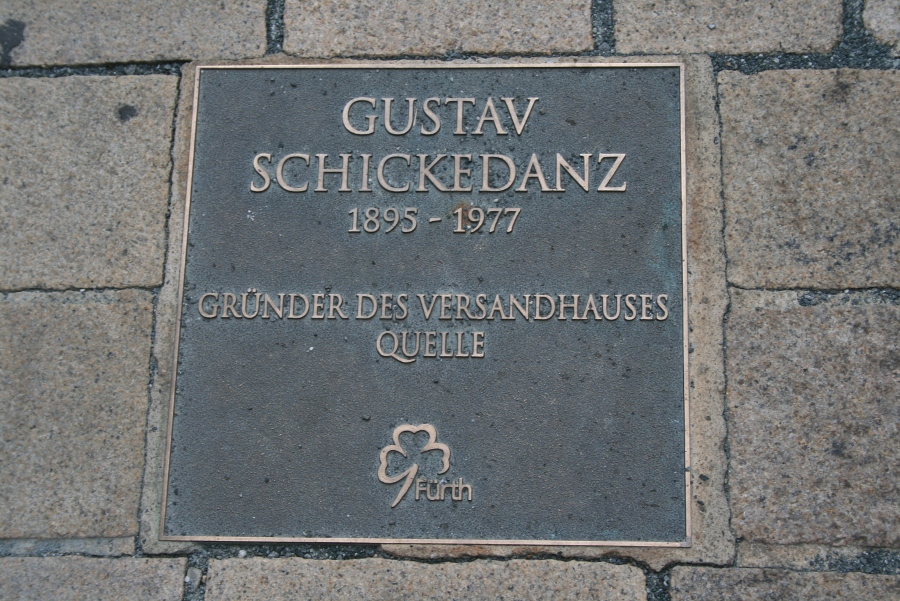 GUSTAV
SCHICKEDANZ
1895 - 1977
GRÜNDER DES VERSANDHAUSES
QUELLE
Fürth